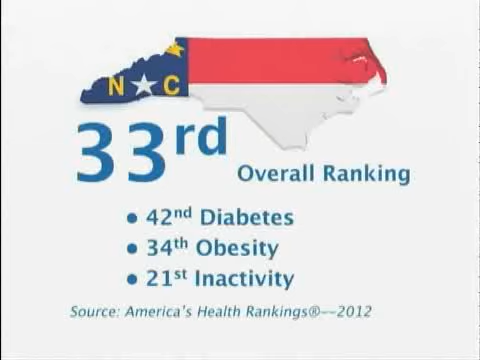 N C
33rd
Overall Ranking
• 42nd Diabetes
• 34th Obesity
• 21st Inactivity
Source: America's Health Rankings®––2012